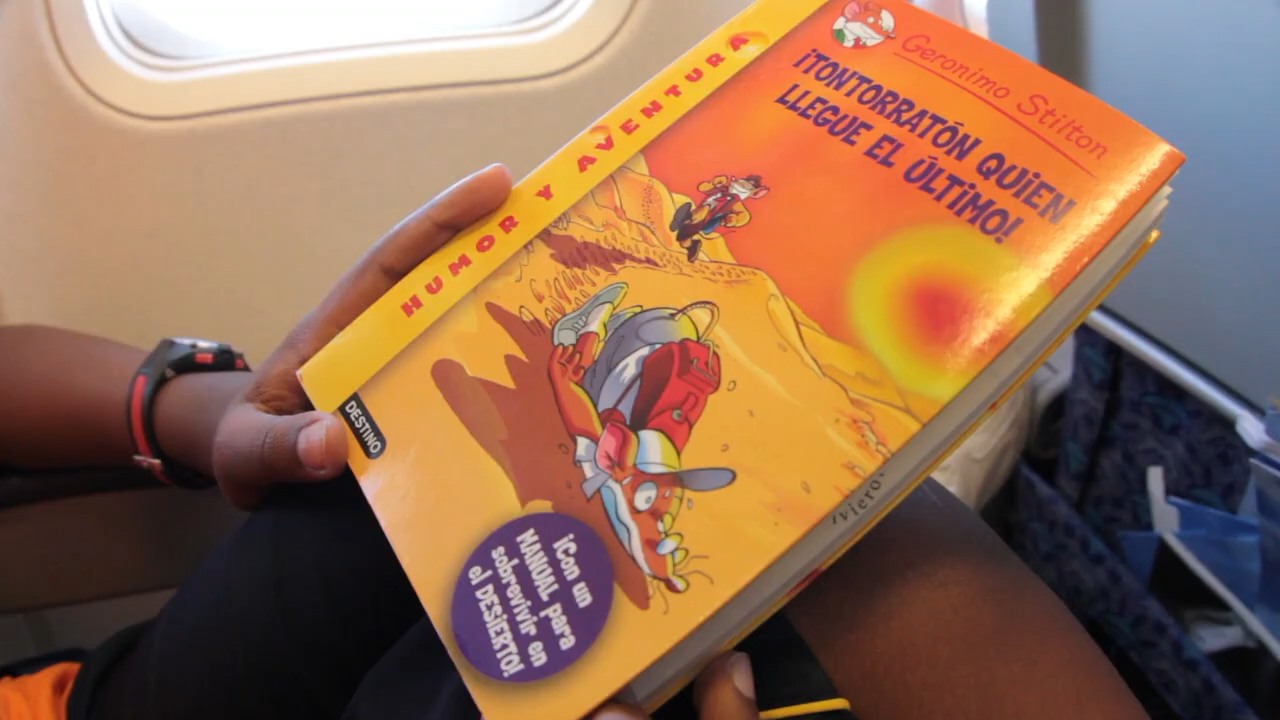 Geronimo Stilton
¡TONTORRATÓN QUIEN
LLEGUE EL ÚLTIMO!
HUMOR Y AVENTURA
DESTINO
¡Con un
MANUAL para
sobrevivir en
el DESIERTO!